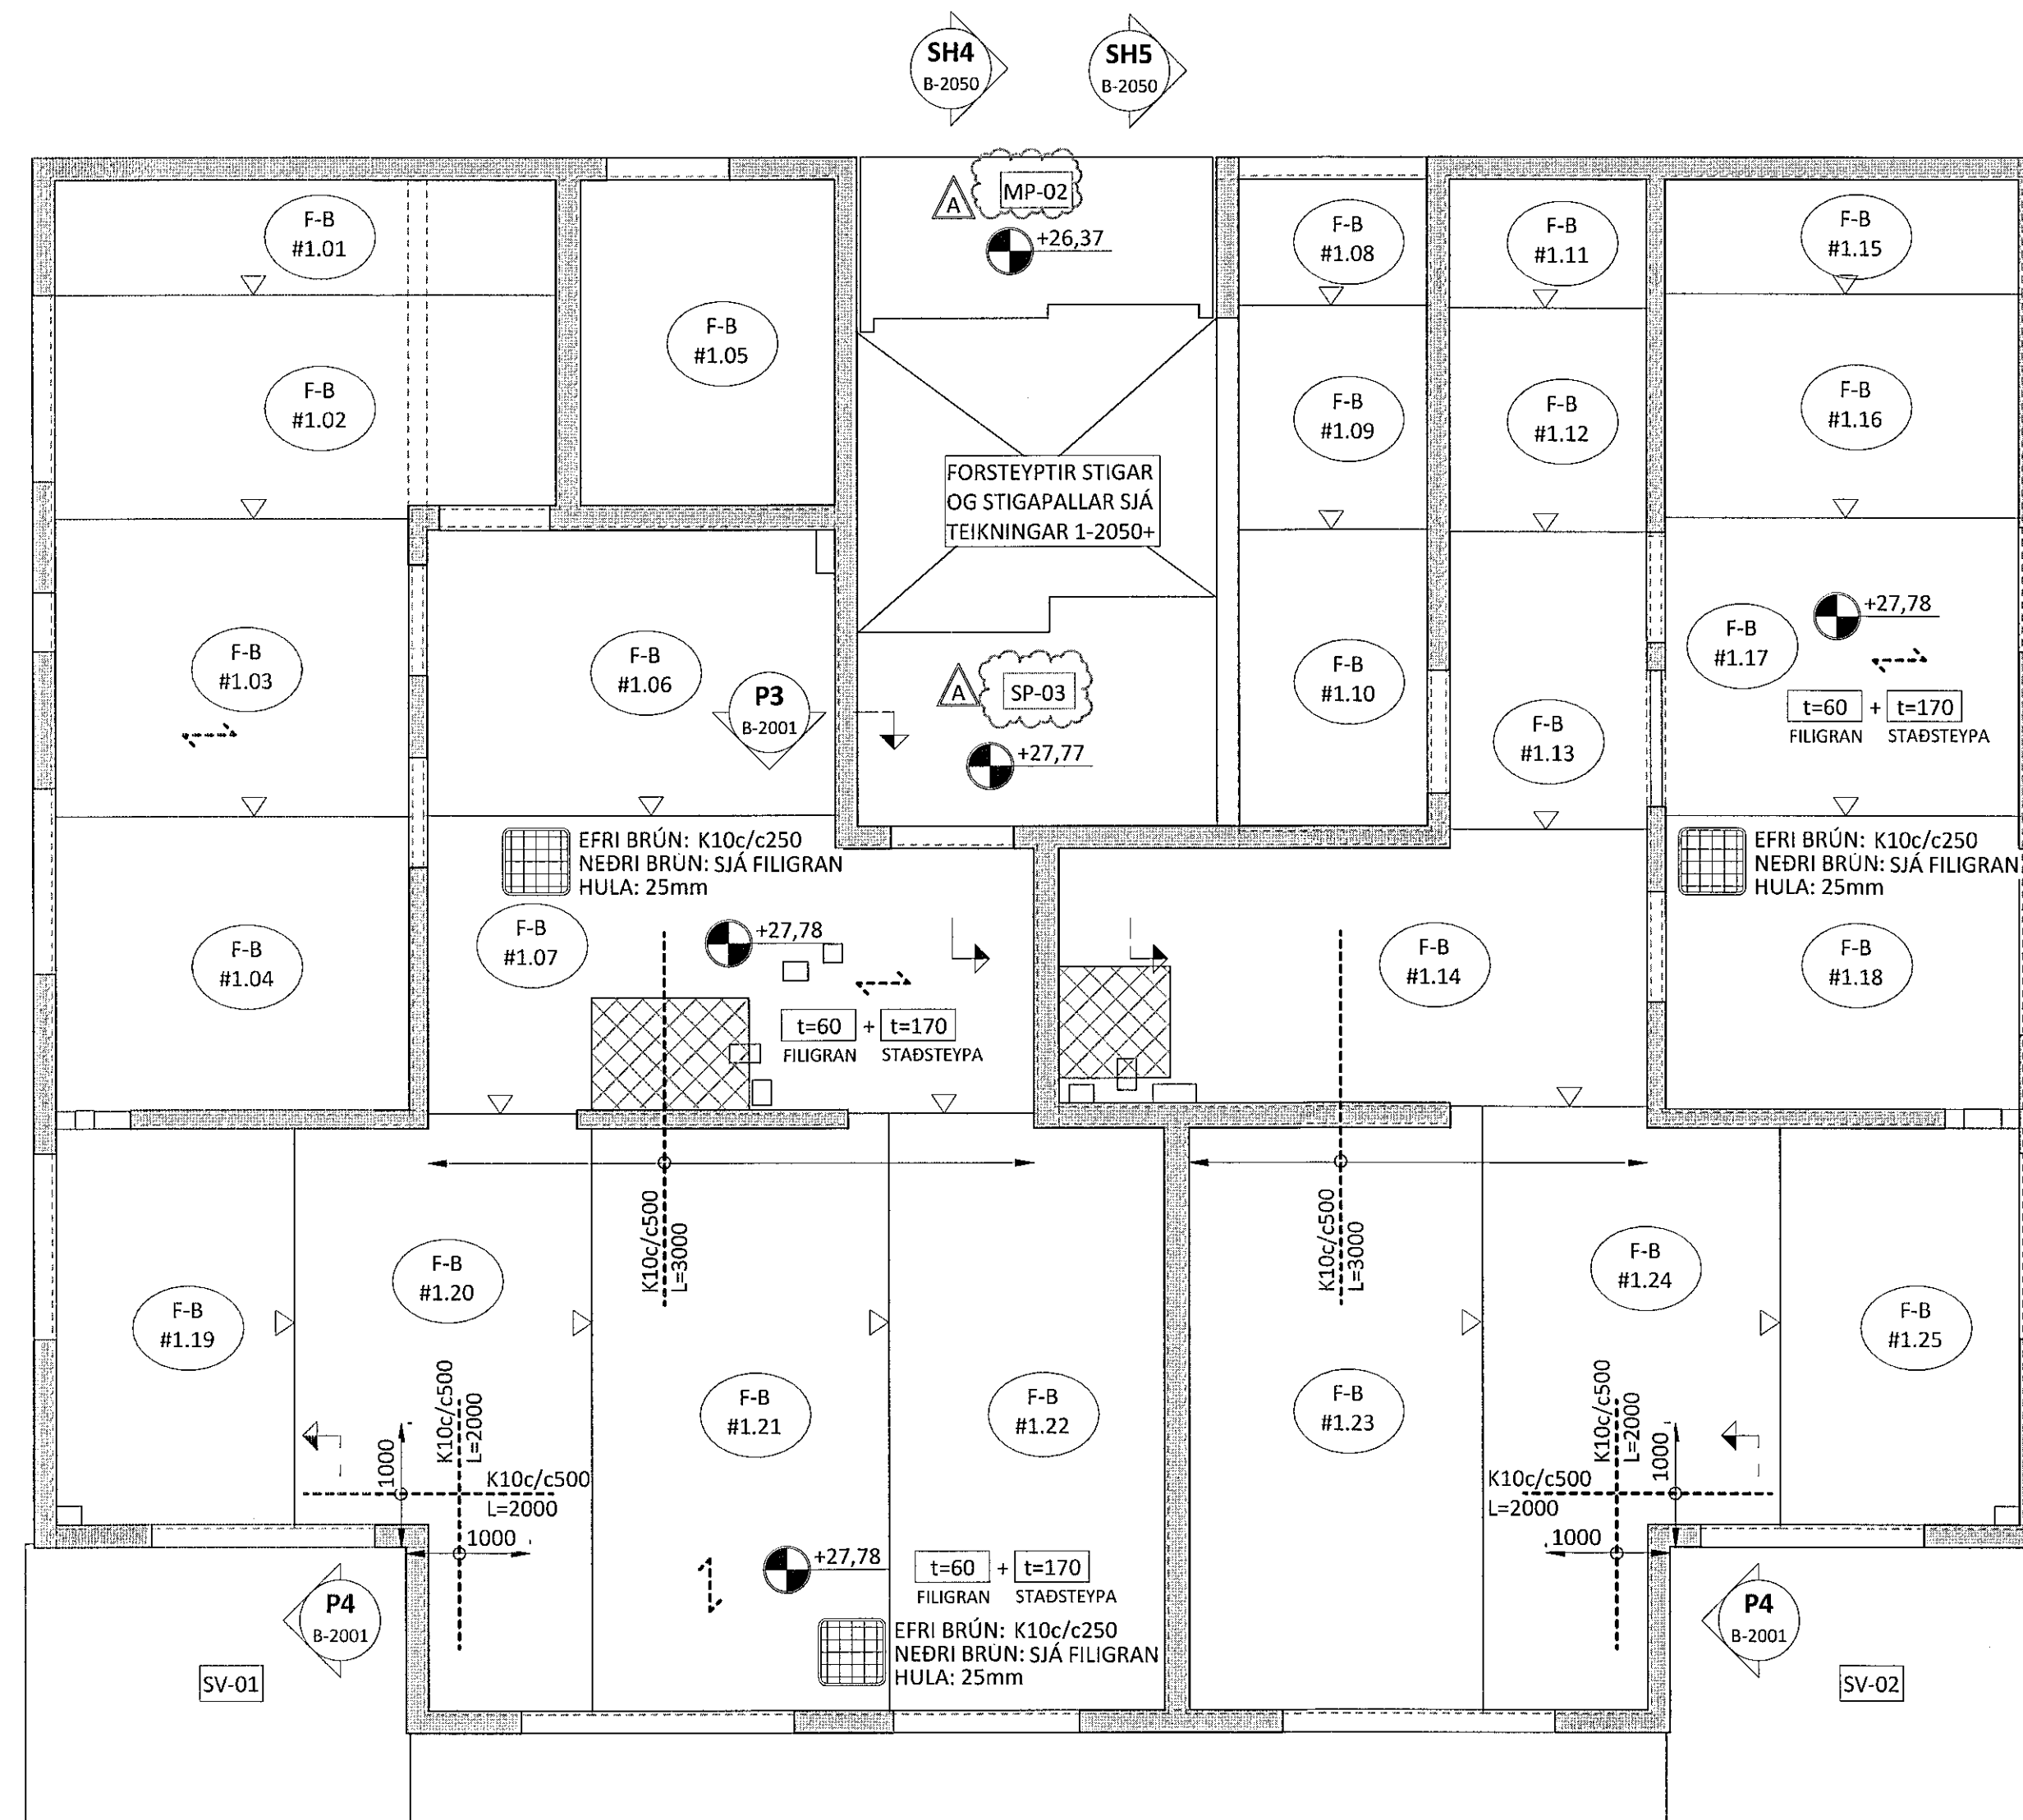 SH4
B-2050
SH5
B-2050
A
MP-02
+26,37
F-B
#1.01
F-B
#1.02
F-B
#1.05
F-B
#1.08
F-B
#1.11
F-B
#1.15
F-B
#1.09
F-B
#1.12
F-B
#1.16
FORSTEYPTIR STIGAR
OG STIGAPALLAR SJÁ
TEIKNINGAR 1-2050+
F-B
#1.03
F-B
#1.06
P3
B-2001
A
SP-03
+27,77
F-B
#1.10
F-B
#1.13
F-B
#1.17
+27,78
t=60 + t=170
FILIGRAN STAÐSTEYPA
EFRI BRÚN: K10c/c250
NEÐRI BRÚN: SJÁ FILIGRAN
HULA: 25mm
EFRI BRÚN: K10c/c250
NEÐRI BRÚN: SJÁ FILIGRAN
HULA: 25mm
F-B
#1.04
F-B
#1.07
+27,78
t=60 + t=170
FILIGRAN STAÐSTEYPA
F-B
#1.14
F-B
#1.18
K10c/c500
L=3000
K10c/c500
L=3000
F-B
#1.19
F-B
#1.20
F-B
#1.21
F-B
#1.22
F-B
#1.23
F-B
#1.24
F-B
#1.25
K10c/c500
L=2000
1000
K10c/c500
L=2000
1000
K10c/c500
L=2000
1000
K10c/c500
L=2000
1000
+27,78
t=60 + t=170
FILIGRAN STAÐSTEYPA
EFRI BRÚN: K10c/c250
NEÐRI BRÚN: SJÁ FILIGRAN
HULA: 25mm
P4
B-2001
P4
B-2001
SV-01
SV-02